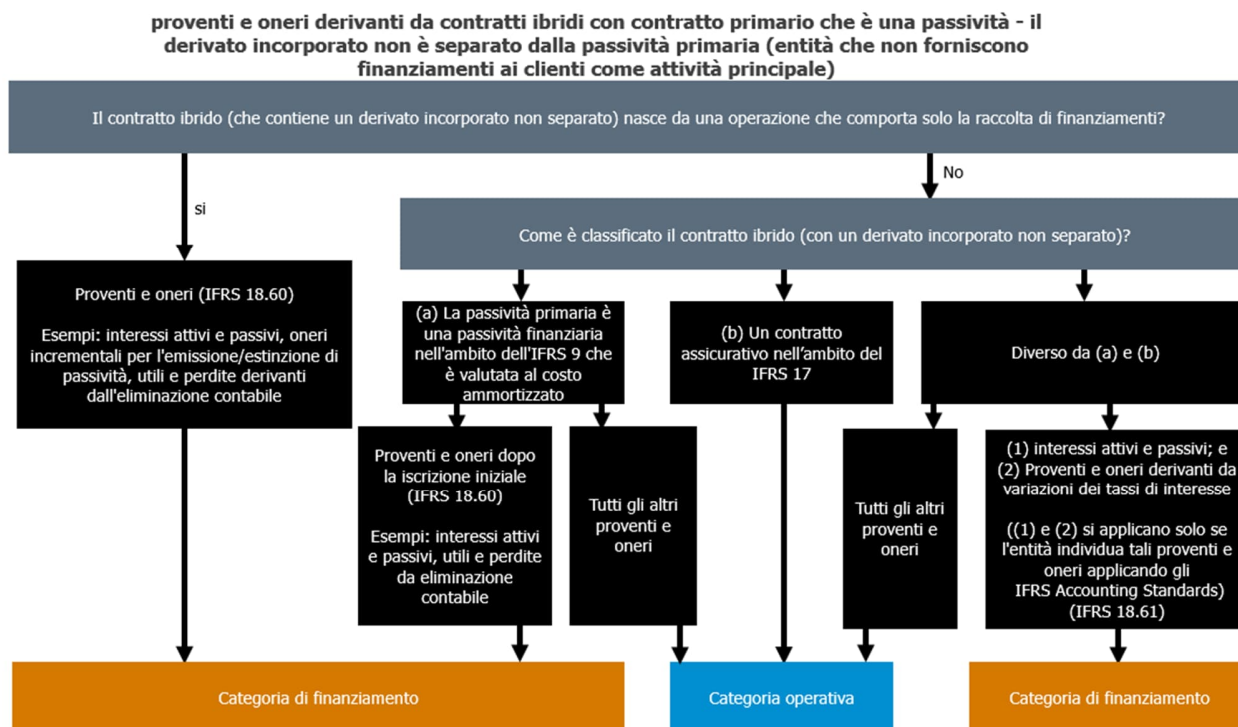 proventi e oneri derivanti da contratti ibridi con contratto primario che è una passività - il
derivato incorporato non è separato dalla passività primaria (entità che non forniscono
finanziamenti ai clienti come attività principale)
Il contratto ibrido (che contiene un derivato incorporato non separato) nasce da una operazione che comporta solo la raccolta di finanziamenti?
si
No
Come è classificato il contratto ibrido (con un derivato incorporato non separato)?
Proventi e oneri (IFRS 18.60)
Esempi: interessi attivi e passivi, oneri
incrementali per l'emissione/estinzione di
passività, utili e perdite derivanti
dall'eliminazione contabile
(a) La passività primaria è
una passività finanziaria
nell'ambito dell'IFRS 9 che
è valutata al costo
ammortizzato
(b) Un contratto
assicurativo nell’ambito del
IFRS 17
Diverso da (a) e (b)
Proventi e oneri dopo
la iscrizione iniziale
(IFRS 18.60)
Esempi: interessi attivi
e passivi, utili e perdite
da eliminazione
contabile
Tutti gli altri
proventi e
oneri
Tutti gli altri
proventi e
oneri
(1) interessi attivi e passivi; e
(2) Proventi e oneri derivanti da
variazioni dei tassi di interesse
((1) e (2) si applicano solo se
l'entità individua tali proventi e
oneri applicando gli
IFRS Accounting Standards)
(IFRS 18.61)
Categoria di finanziamento
Categoria operativa
Categoria di finanziamento